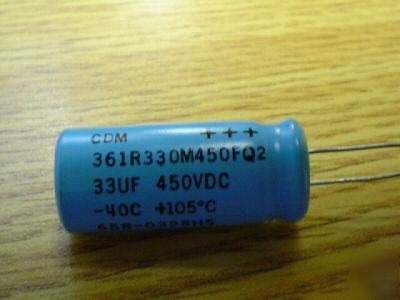 CDM +++
361R330M450FQ2
33UF 450VDC
-40C +105°C